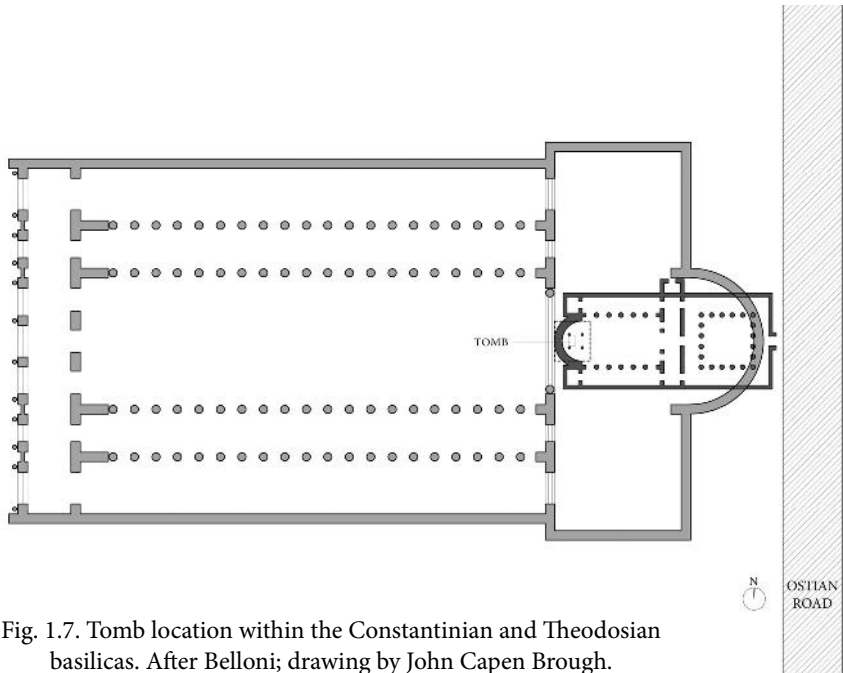 TOMB
N
OSTIAN
ROAD
Fig. 1.7. Tomb location within the Constantinian and Theodosian
basilicas. After Belloni; drawing by John Capen Brough.